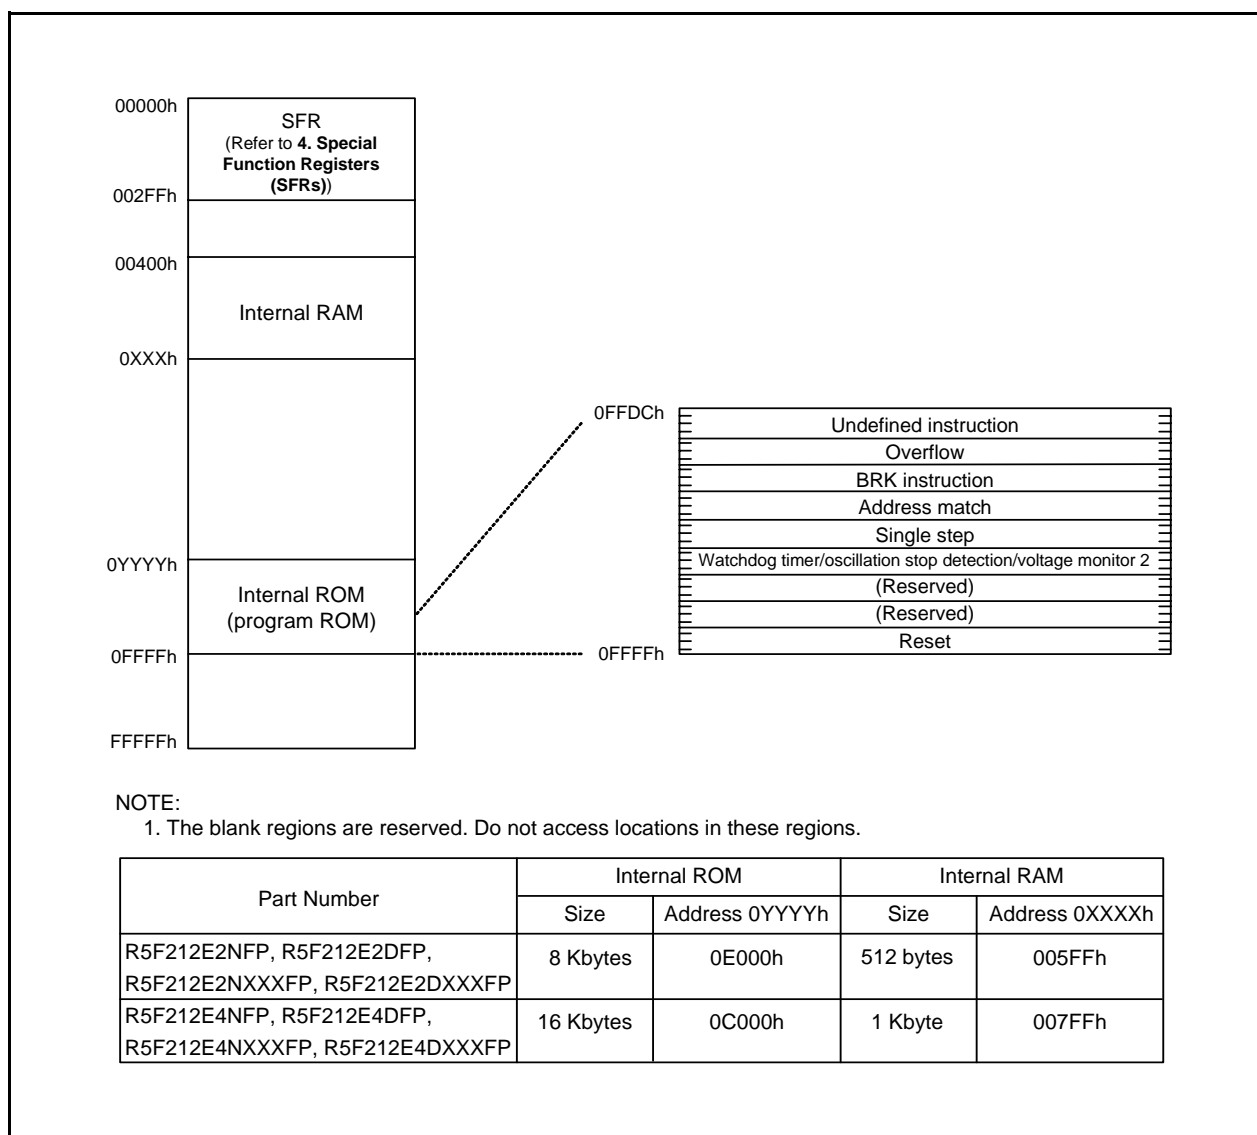 00000h
SFR
(Refer to 4. Special
Function Registers
(SFRs))
002FFh
00400h
Internal RAM
0XXXh
0YYYYh
Internal ROM
(program ROM)
0FFFFh
FFFFFh
0FFDCh
Undefined instruction
Overflow
BRK instruction
Address match
Single step
Watchdog timer/oscillation stop detection/voltage monitor 2
(Reserved)
(Reserved)
Reset
0FFFFh
NOTE:
1. The blank regions are reserved. Do not access locations in these regions.
Part Number
Internal ROM
Internal RAM
Size
Address 0YYYYh
Size
Address 0XXXXh
R5F212E2NFP, R5F212E2DFP,
R5F212E2NXXXFP, R5F212E2DXXXFP
8 Kbytes
0E000h
512 bytes
005FFh
R5F212E4NFP, R5F212E4DFP,
R5F212E4NXXXFP, R5F212E4DXXXFP
16 Kbytes
0C000h
1 Kbyte
007FFh